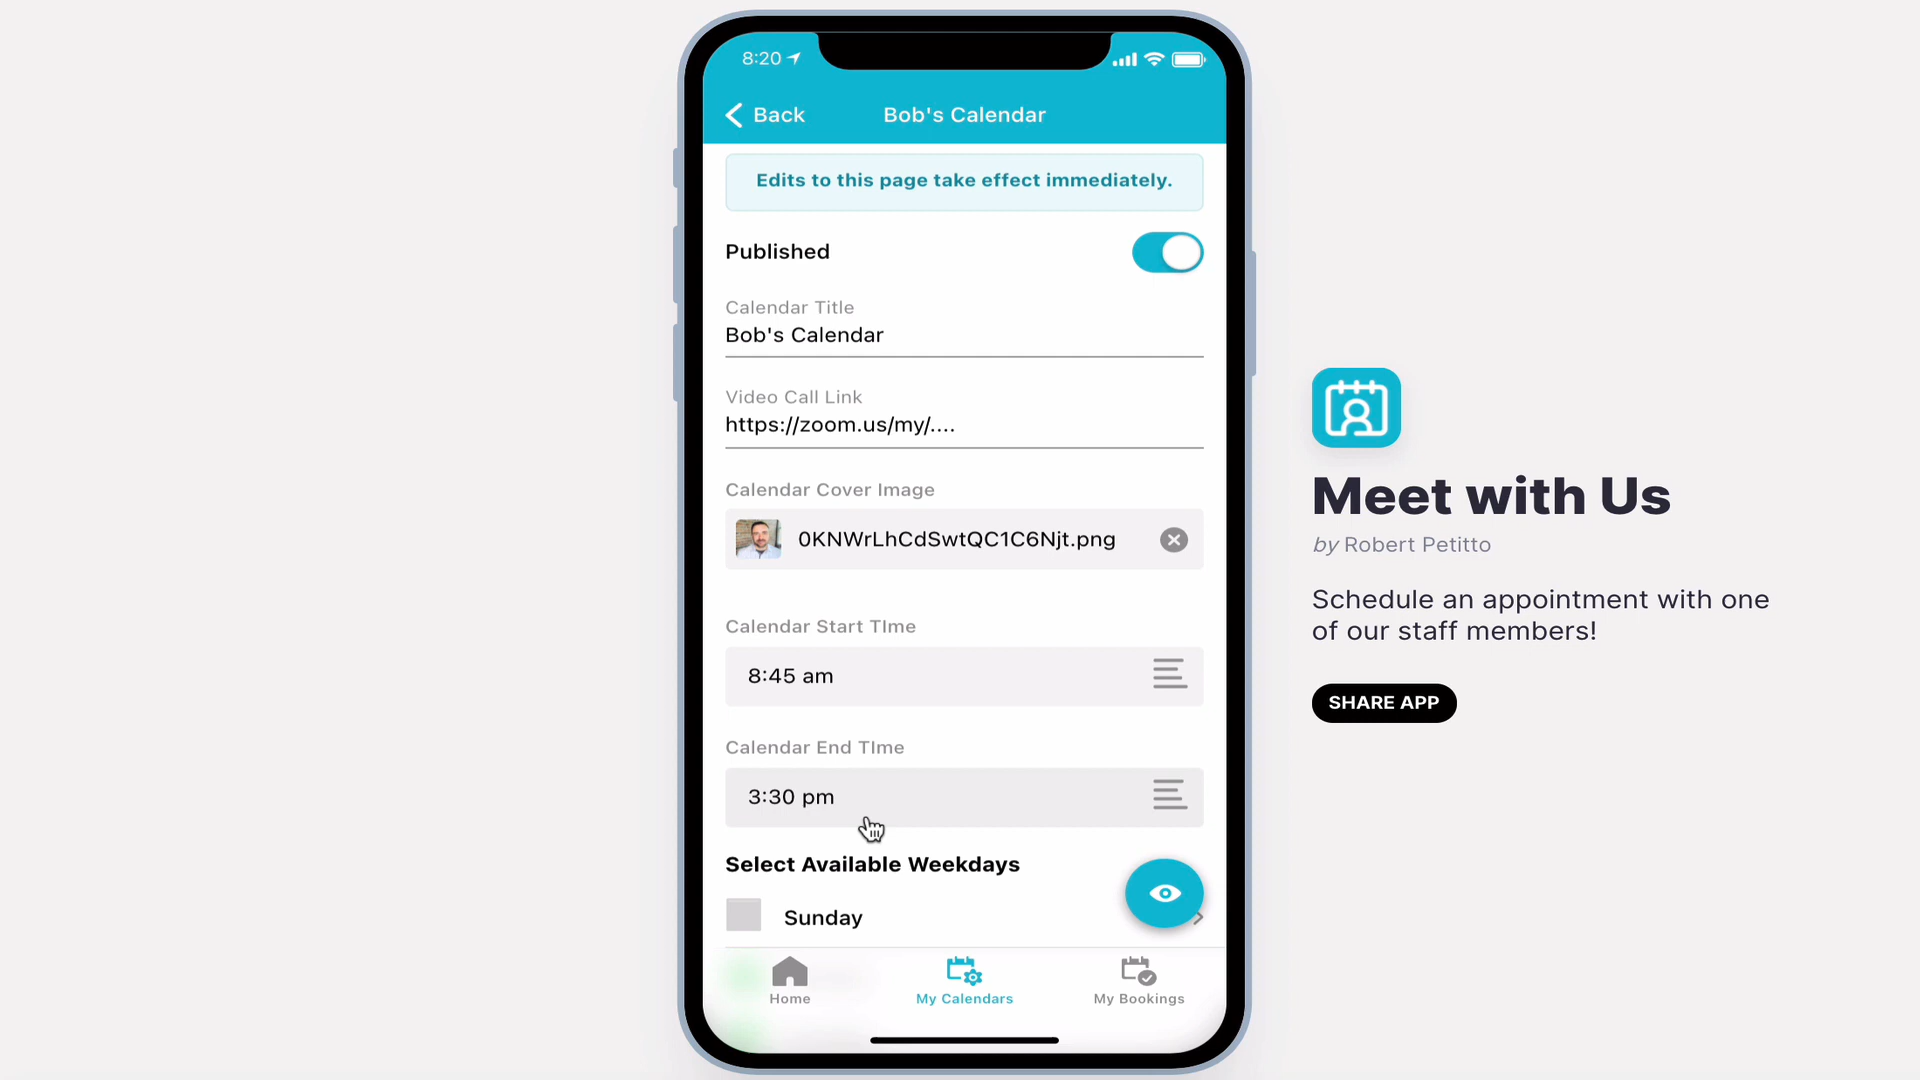 8:20
Back
Bob's Calendar
Edits to this page take effect immediately.
Published
Calendar Title
Bob's Calendar
Video Call Link
https://zoom.us/my/....
Calendar Cover Image
0KNWrLhCdSwtQC1C6Njt.png
Calendar Start TIme
8:45 am
Calendar End TIme
3:30 pm
Select Available Weekdays
Sunday
Home
My Calendars
My Bookings
Meet with Us
by Robert Petitto
Schedule an appointment with one
of our staff members!
SHARE APP